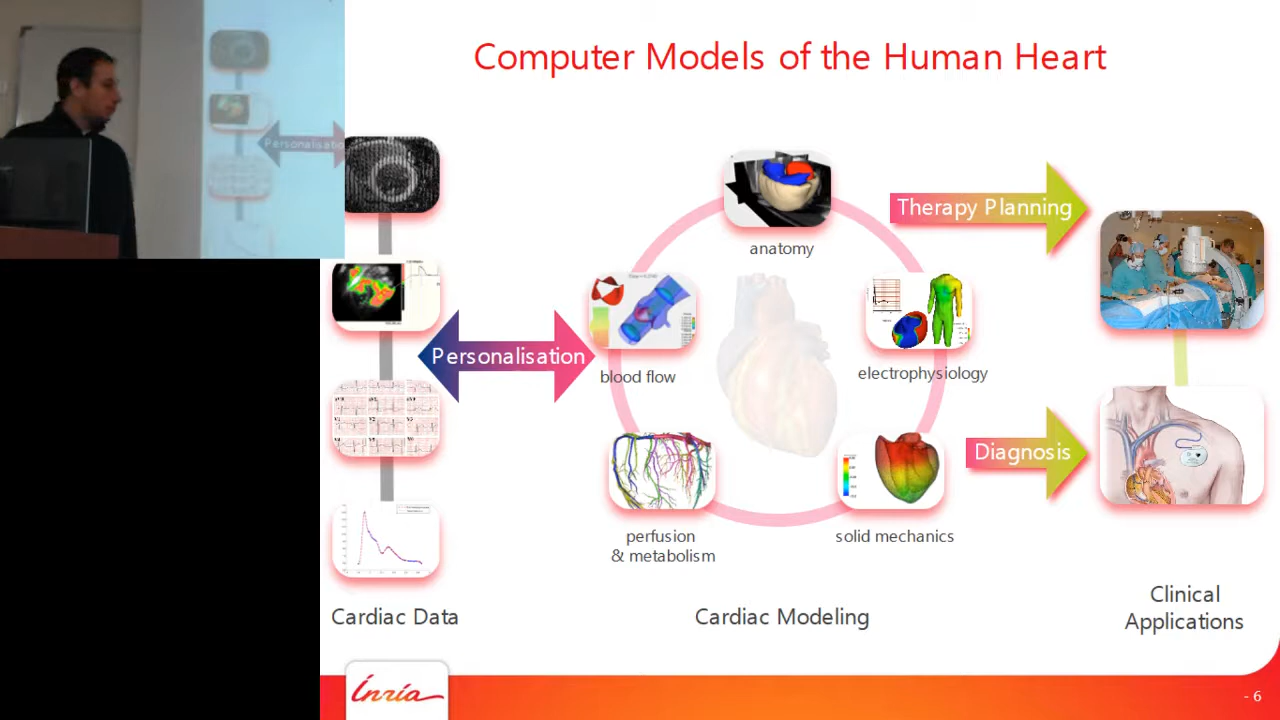 Computer Models of the Human Heart
Personalisatio
Therapy Planning
anatomy
Personalisation
blood flow
electrophysiology
Diagnosis
perfusion
& metabolism
solid mechanics
Cardiac Data
Cardiac Modeling
Clinical
Applications
Inria
- 6